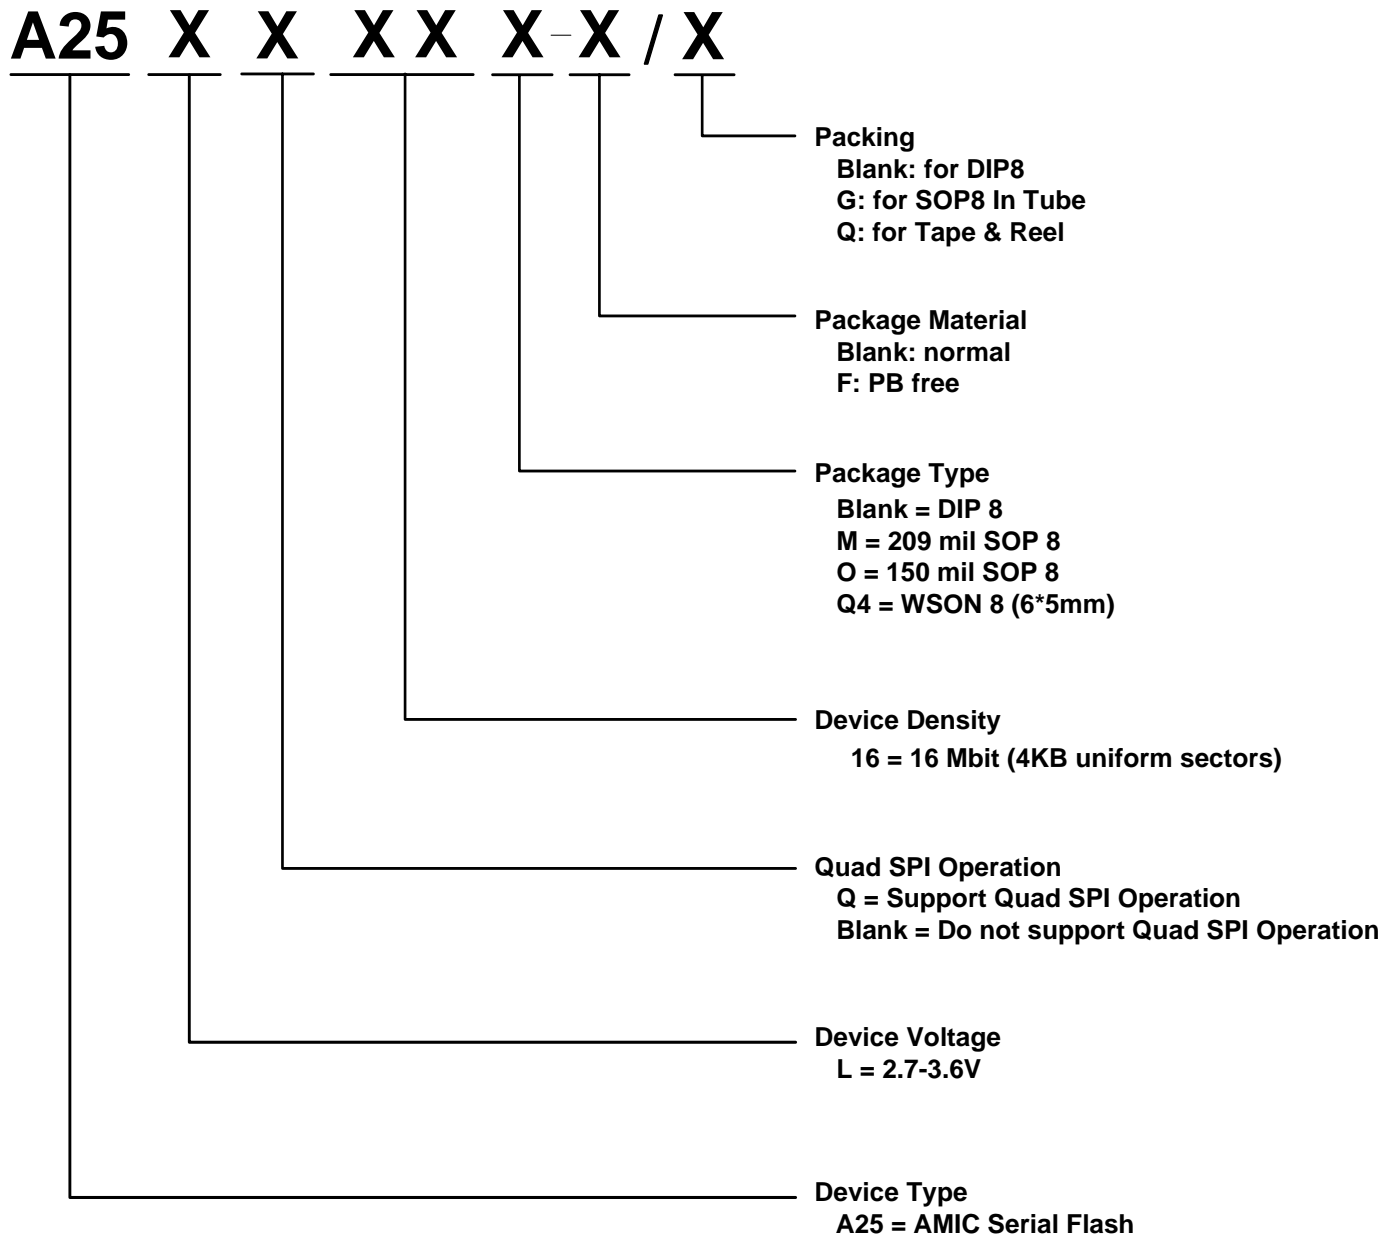 A25 X X X X X - X / X
Packing
Blank: for DIP8
G: for SOP8 In Tube
Q: for Tape & Reel
Package Material
Blank: normal
F: PB free
Package Type
Blank = DIP 8
M = 209 mil SOP 8
O = 150 mil SOP 8
Q4 = WSON 8 (6*5mm)
Device Density
16 = 16 Mbit (4KB uniform sectors)
Quad SPI Operation
Q = Support Quad SPI Operation
Blank = Do not support Quad SPI Operation
Device Voltage
L = 2.7-3.6V
Device Type
A25 = AMIC Serial Flash